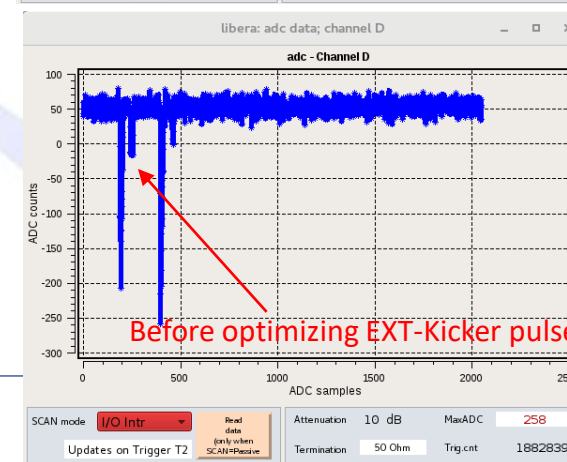 libera: adc data; channel D
adc - Channel D
100
50
0
-50
-100
-150
-200
-250
-300
ADC counts
Before optimizing EXT-Kicker pulse
0 500 1000 1500 2000
ADC samples
SCAN mode I/O Intr
Read
data
(only when
SCAN=Passive
Updates on Trigger T2
Attenuation 10 dB MaxADC 258
Termination 50 Ohm Trig.cnt 1882839